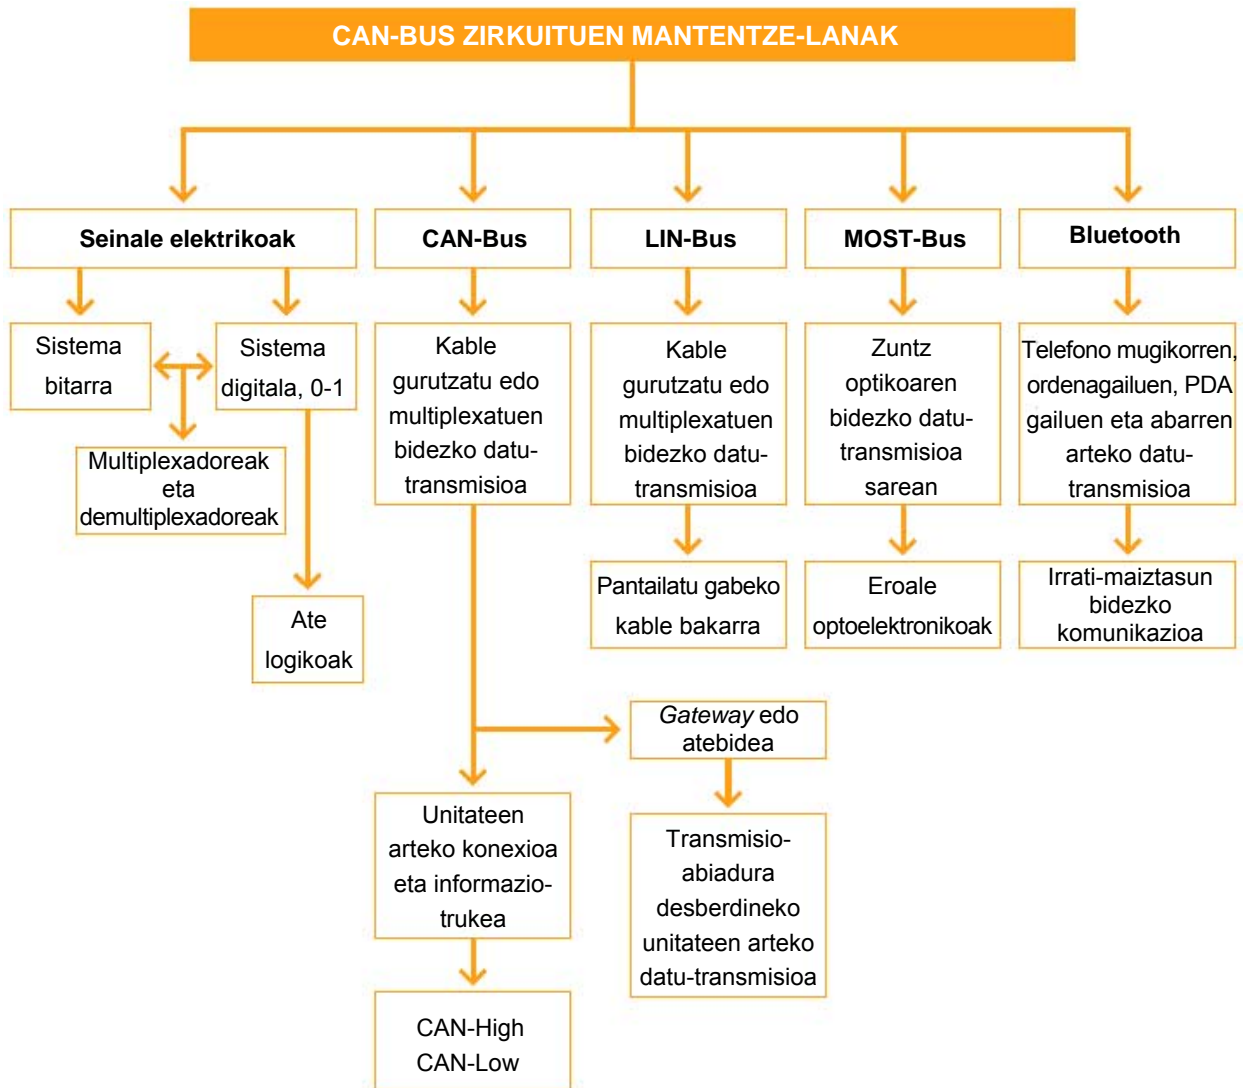 CAN-BUS ZIRKUITUEN MANTENTZE-LANAK
Seinale elektrikoak
CAN-Bus
LIN-Bus
MOST-Bus
Bluetooth
Sistema
bitarra
Sistema
digitala, 0-1
Multiplexadoreak
eta
demultiplexadoreak
Ate
logikoak
Kable
gurutzatu edo
multiplexatuen
bidezko datu-
transmisioa
Kable
gurutzatu edo
multiplexatuen
bidezko datu-
transmisioa
Zuntz
optikoaren
bidezko datu-
transmisioa
sarean
Telefono mugikorren,
ordenagailuen, PDA
gailuen eta abarren
arteko datu-
transmisioa
Pantailatu gabeko
kable bakarra
Eroale
optoelektronikoak
Irrati-maiztasun
bidezko
komunikazioa
Gateway edo
atebidea
Unitateen
arteko konexioa
eta informazio-
trukea
Transmisio-
abiadura
desberdineko
unitateen arteko
datu-transmisioa
CAN-High
CAN-Low